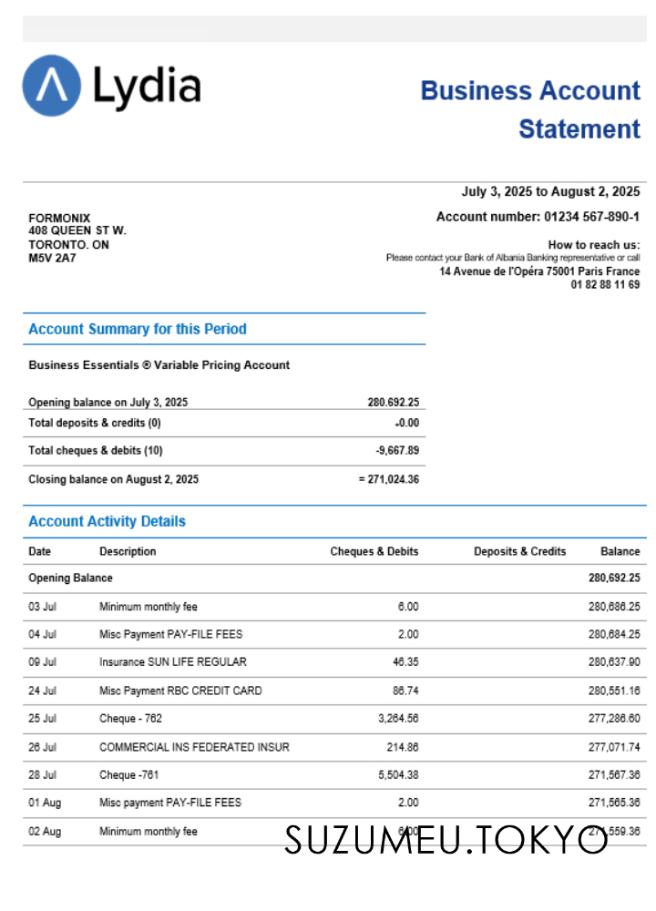 Lydia
Business Account
Statement
July 3, 2025 to August 2, 2025
Account number: 01234 567-890-1
FORMONIX
408 QUEEN ST W.
TORONTO. ON
M5V 2A7
How to reach us:
Please contact your Bank of Albania Banking representative or call
14 Avenue de l'Opéra 75001 Paris France
01 82 88 11 69
Account Summary for this Period
Business Essentials ® Variable Pricing Account
Opening balance on July 3, 2025 280.692.25
Total deposits & credits (0) -0.00
Total cheques & debits (10) -9,667.89
Closing balance on August 2, 2025 = 271,024.36
Account Activity Details
Date Description Cheques & Debits Deposits & Credits Balance
Opening Balance 280,692.25
03 Jul Minimum monthly fee 6.00 280,686.25
04 Jul Misc Payment PAY-FILE FEES 2.00 280,684.25
09 Jul Insurance SUN LIFE REGULAR 46.35 280,637.90
24 Jul Misc Payment RBC CREDIT CARD 86.74 280,551.16
25 Jul Cheque - 762 3,264.56 277,286.60
26 Jul COMMERCIAL INS FEDERATED INSUR 214.86 277,071.74
28 Jul Cheque -761 5,504.38 271,567.36
01 Aug Misc payment PAY-FILE FEES 2.00 271,565.36
02 Aug Minimum monthly fee 6.00 271,559.36
SUZUMEU.TOKYO